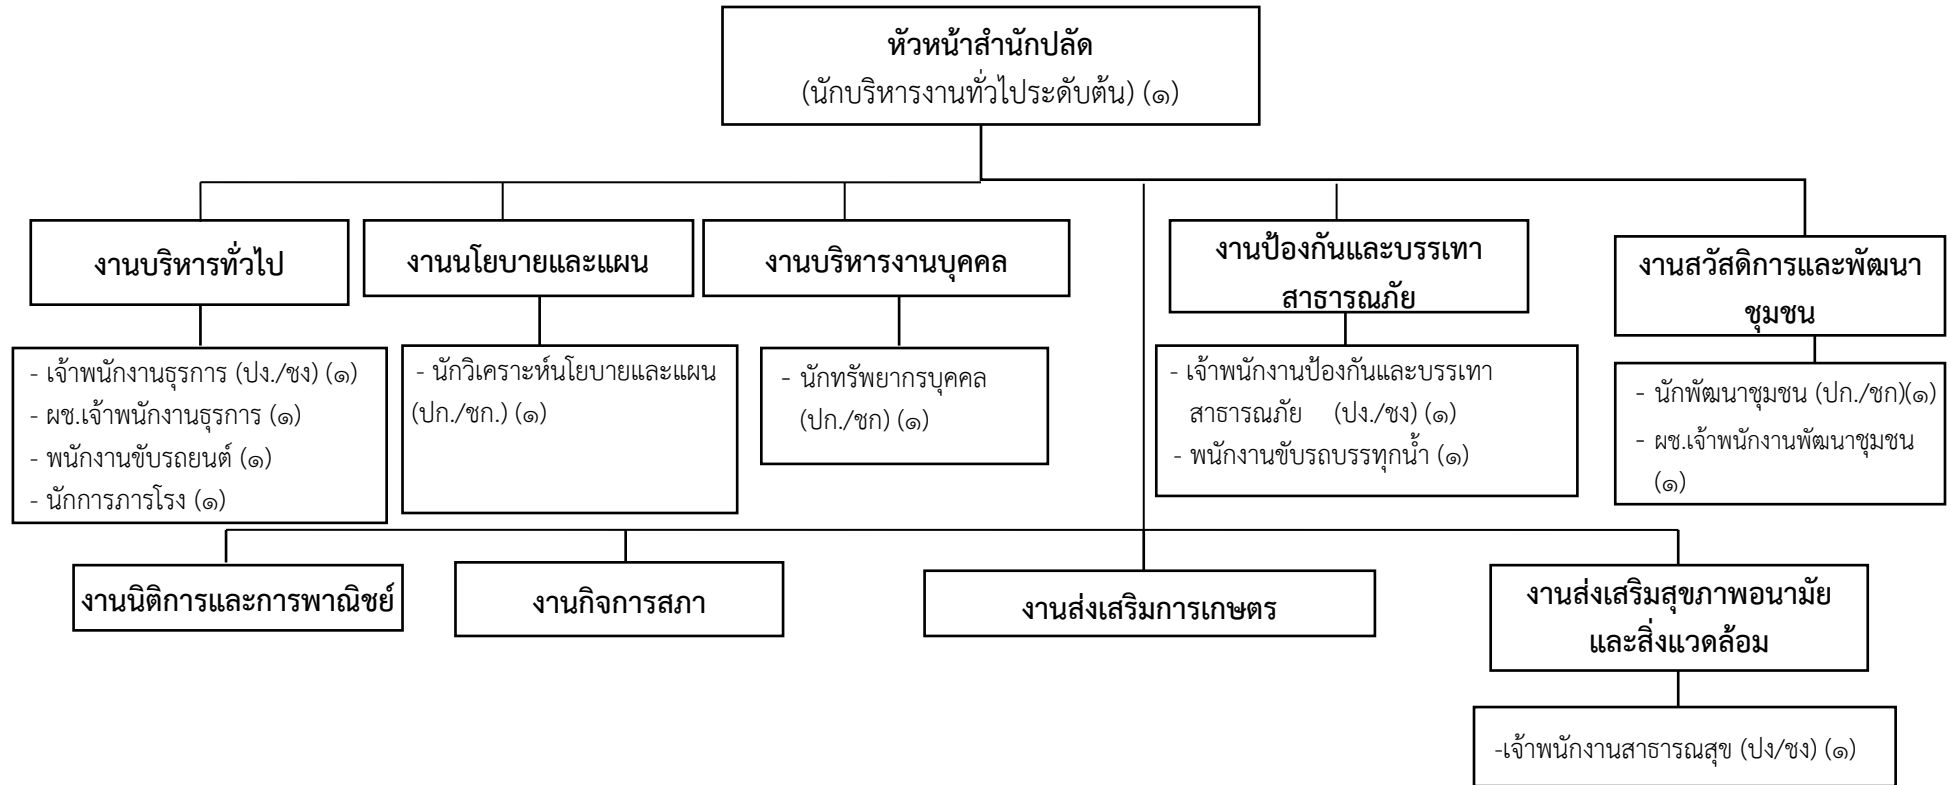 หัวหน้าสำนักปลัด
(นักบริหารงานทั่วไประดับต้น) (๑)
งานบริหารทั่วไป
งานนโยบายและแผน
งานบริหารงานบุคคล
งานป้องกันและบรรเทา
สาธารณภัย
งานสวัสดิการและพัฒนา
ชุมชน
- เจ้าพนักงานธุรการ (ปง./ชง) (๑)
- ผช.เจ้าพนักงานธุรการ (๑)
- พนักงานขับรถยนต์ (๑)
- นักการภารโรง (๑)
- นักวิเคราะห์นโยบายและแผน
(ปก./ชก.) (๑)
- นักทรัพยากรบุคคล
(ปก./ชก) (๑)
- เจ้าพนักงานป้องกันและบรรเทา
สาธารณภัย (ปง./ชง) (๑)
- พนักงานขับรถบรรทุกน้ำ (๑)
- นักพัฒนาชุมชน (ปก./ชก)(๑)
- ผช.เจ้าพนักงานพัฒนาชุมชน
(๑)
งานนิติการและการพาณิชย์
งานกิจการสภา
งานส่งเสริมการเกษตร
งานส่งเสริมสุขภาพอนามัย
และสิ่งแวดล้อม
-เจ้าพนักงานสาธารณสุข (ปง/ชง) (๑)